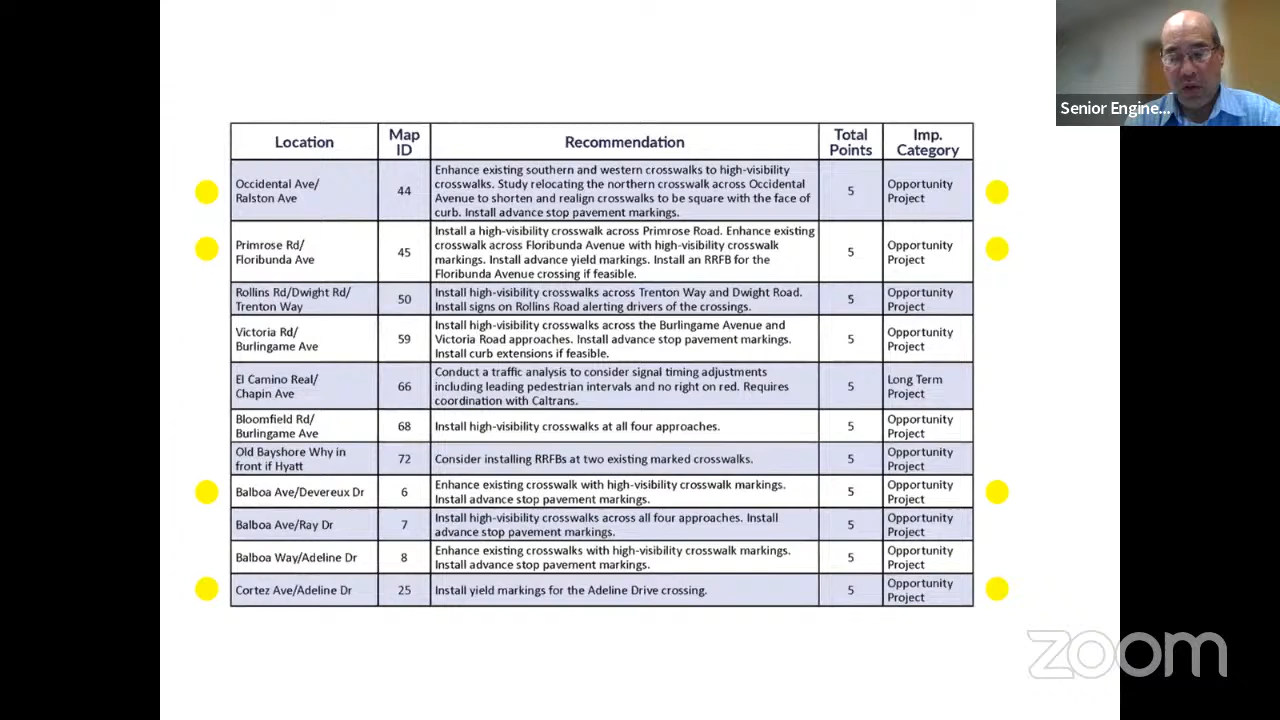 Senior Engine...
Location
Map
ID
Recommendation
Total
Points
Imp.
Category
Occidental Ave/
Ralston Ave
44
Enhance existing southern and western crosswalks to high-visibility
crosswalks. Study relocating the northern crosswalk across Occidental
Avenue to shorten and realign crosswalks to be square with the face of
curb. Install advance stop pavement markings.
5
Opportunity
Project
Primrose Rd/
Floribunda Ave
45
Install a high-visibility crosswalk across Primrose Road. Enhance existing
crosswalk across Floribunda Avenue with high-visibility crosswalk
markings. Install advance yield markings. Install an RRFB for the
Floribunda Avenue crossing if feasible.
5
Opportunity
Project
Rollins Rd/Dwight Rd/
Trenton Way
50
Install high-visibility crosswalks across Trenton Way and Dwight Road.
Install signs on Rollins Road alerting drivers of the crossings.
5
Opportunity
Project
Victoria Rd/
Burlingame Ave
59
Install high-visibility crosswalks across the Burlingame Avenue and
Victoria Road approaches. Install advance stop pavement markings.
Install curb extensions if feasible.
5
Opportunity
Project
El Camino Real/
Chapin Ave
66
Conduct a traffic analysis to consider signal timing adjustments
including leading pedestrian intervals and no right on red. Requires
coordination with Caltrans.
5
Long Term
Project
Bloomfield Rd/
Burlingame Ave
68
Install high-visibility crosswalks at all four approaches.
5
Opportunity
Project
Old Bayshore Why in
front if Hyatt
72
Consider installing RRFBs at two existing marked crosswalks.
5
Opportunity
Project
Balboa Ave/Devereux Dr
6
Enhance existing crosswalk with high-visibility crosswalk markings.
Install advance stop pavement markings.
5
Opportunity
Project
Balboa Ave/Ray Dr
7
Install high-visibility crosswalks across all four approaches. Install
advance stop pavement markings.
5
Opportunity
Project
Balboa Way/Adeline Dr
8
Enhance existing crosswalks with high-visibility crosswalk markings.
Install advance stop pavement markings.
5
Opportunity
Project
Cortez Ave/Adeline Dr
25
Install yield markings for the Adeline Drive crossing.
5
Opportunity
Project
zoom